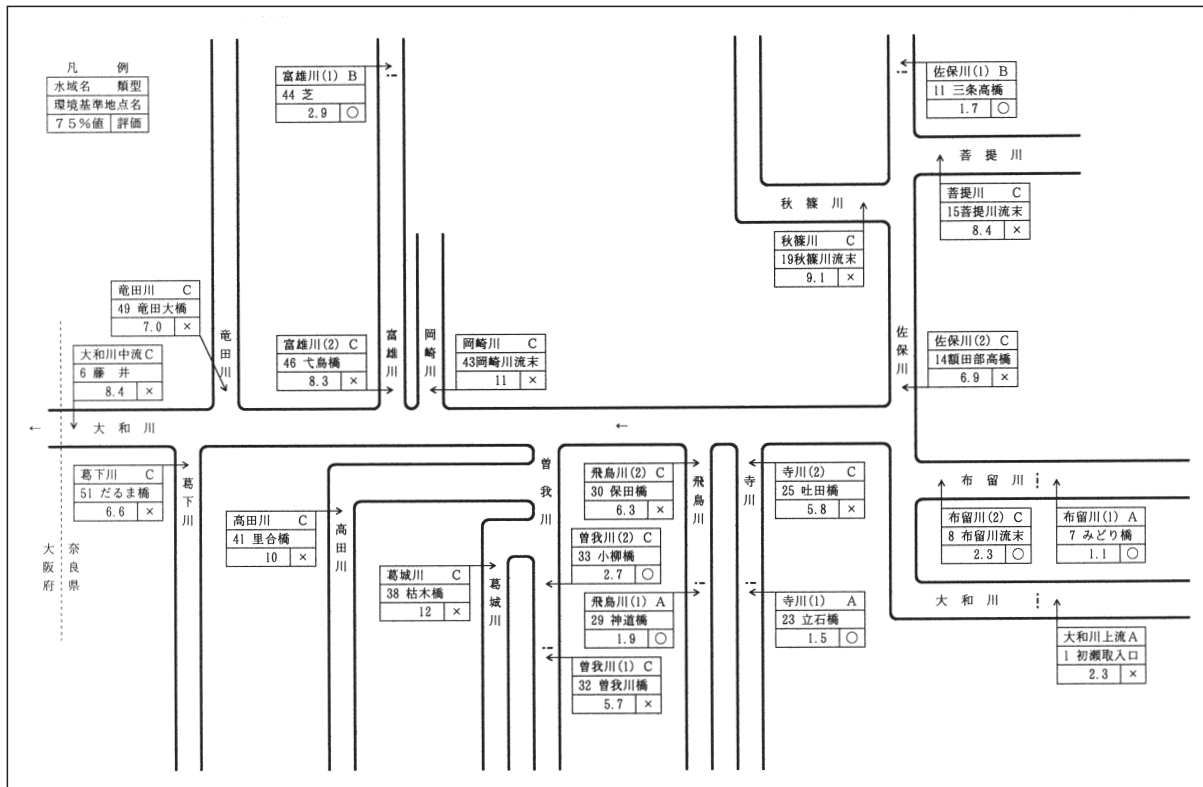 凡　例
水域名　類型
環境基準地点名
７５％値 評価
富雄川(1) B
44 芝
2.9 ○
佐保川(1) B
11 三条高橋
1.7 ○
菩提川
菩提川 C
15菩提川流末
8.4 ×
秋篠川
秋篠川 C
19秋篠川流末
9.1 ×
竜田川 C
49 竜田大橋
7.0 ×
竜田川
富雄川
岡崎川
佐保川
大和川中流C
6 藤井
8.4 ×
富雄川(2) C
46 弋鳥橋
8.3 ×
岡崎川 C
43岡崎川流末
11 ×
佐保川(2) C
14額田部高橋
6.9 ×
← 大和川
←
葛下川 C
51 だるま橋
6.6 ×
葛下川
高田川 C
41 里合橋
10 ×
高田川
葛城川 C
38 枯木橋
12 ×
葛城川
曽我川
飛鳥川(2) C
30 保田橋
6.3 ×
曽我川(2) C
33 小柳橋
2.7 ○
飛鳥川(1) A
29 神道橋
1.9 ○
曽我川(1) C
32 曽我川橋
5.7 ×
飛鳥川
寺川
寺川(2) C
25 吐田橋
5.8 ×
寺川(1) A
23 立石橋
1.5 ○
布留川
布留川(2) C
8 布留川流末
2.3 ○
布留川(1) A
7 みどり橋
1.1 ○
大和川
大和川上流A
1 初瀬取入口
2.3 ×
大阪府
奈良県